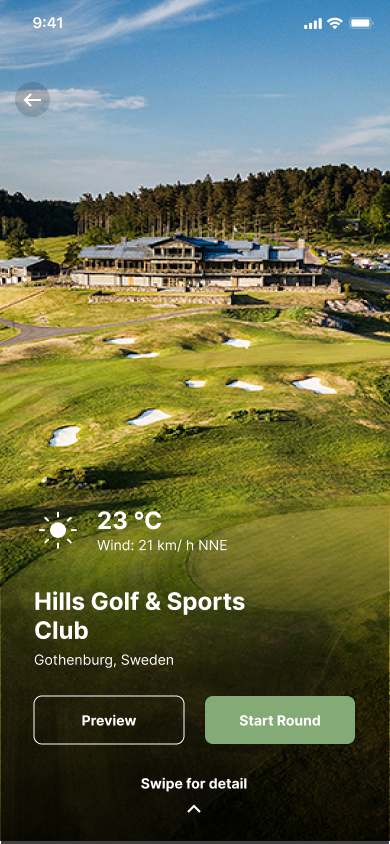 9:41
23 °C
Wind: 21 km/ h NNE
Hills Golf & Sports
Club
Gothenburg, Sweden
Preview
Start Round
Swipe for detail